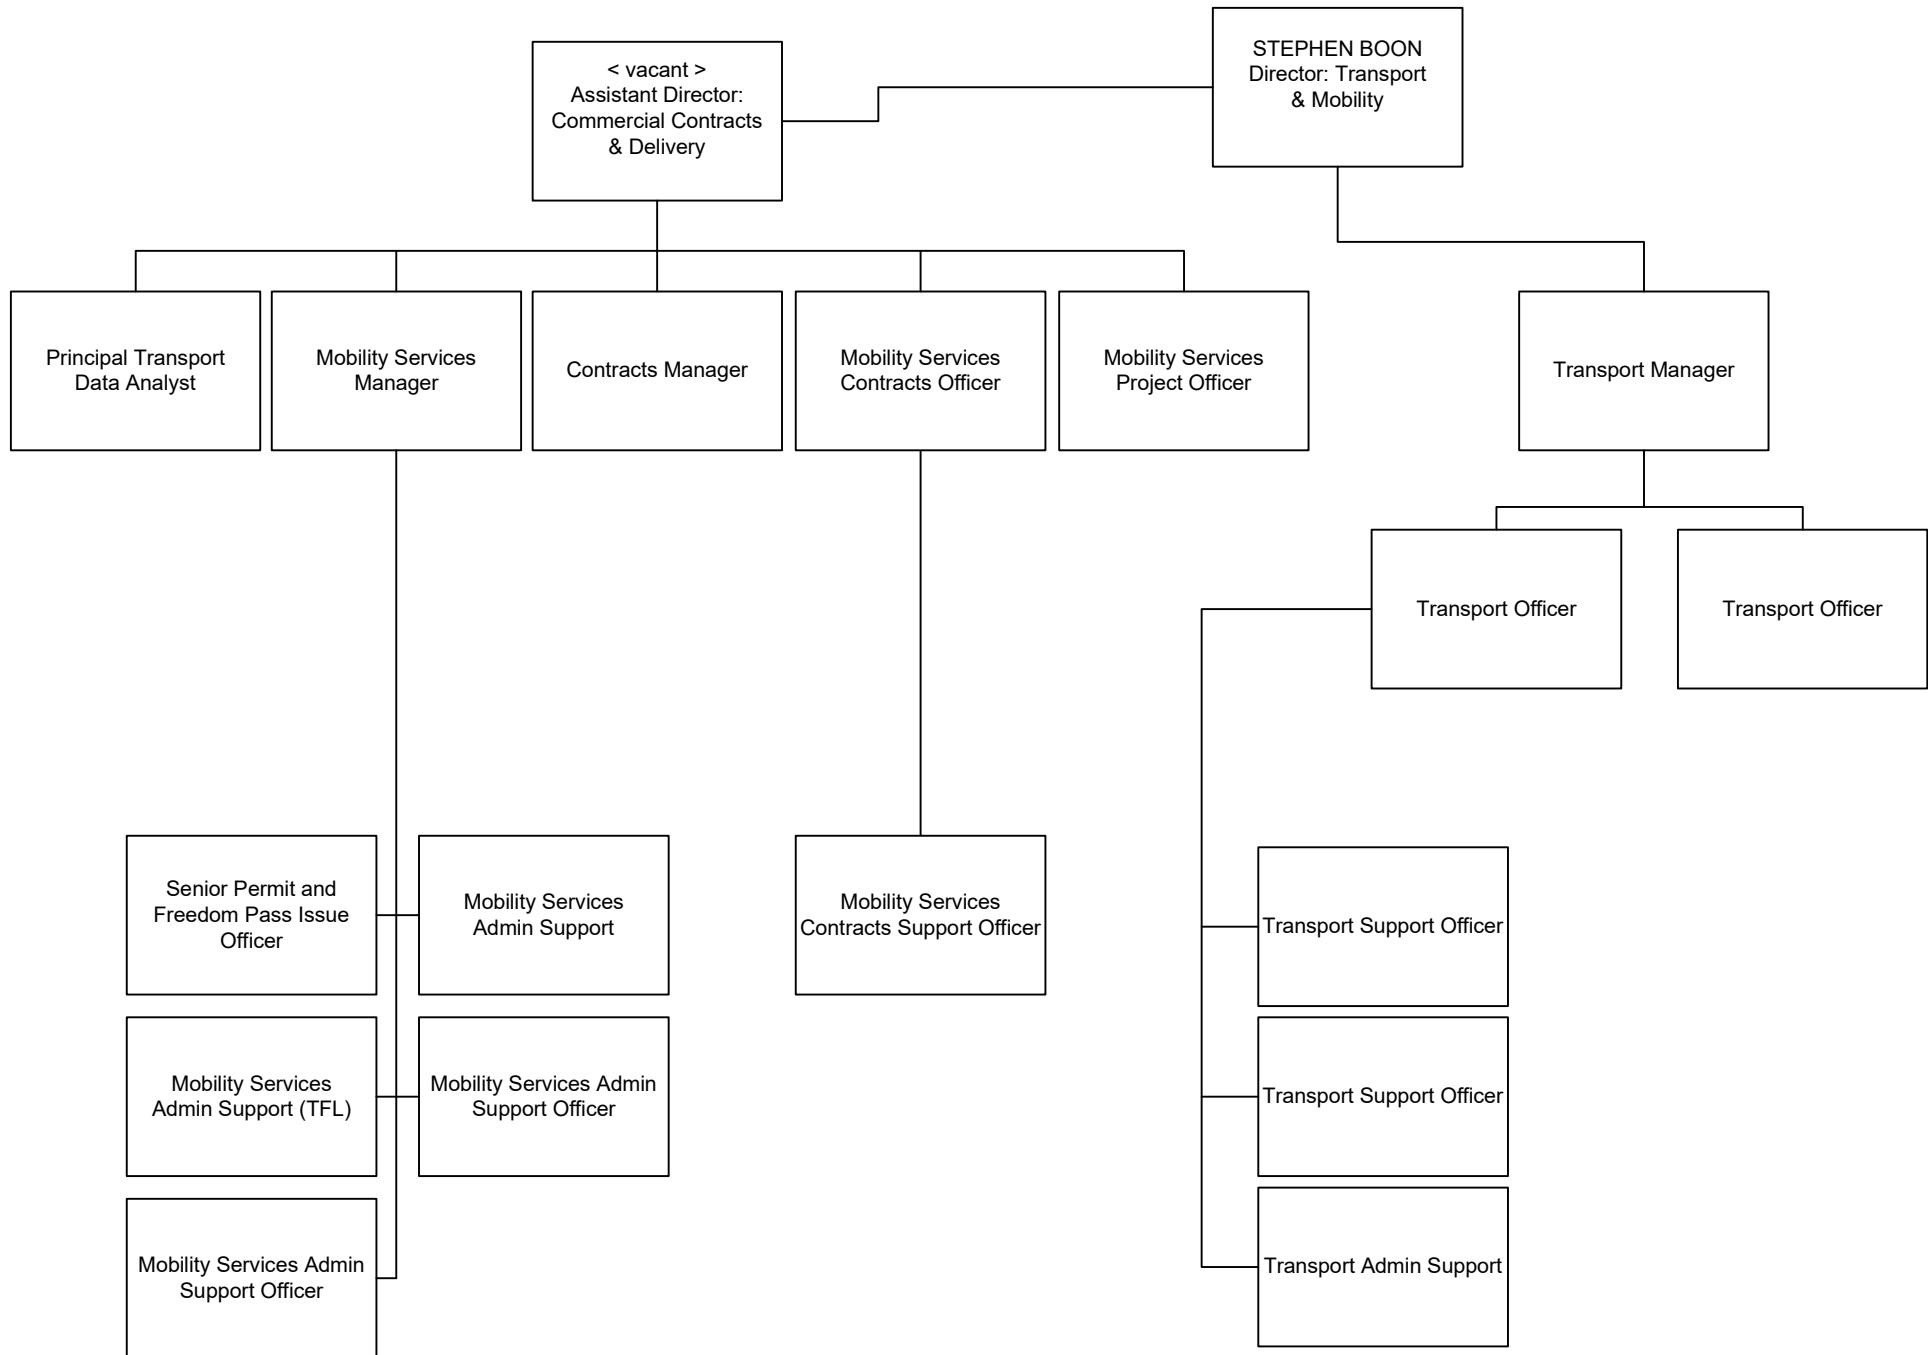 < vacant >
Assistant Director:
Commercial Contracts
& Delivery
STEPHEN BOON
Director: Transport
& Mobility
Principal Transport
Data Analyst
Mobility Services
Manager
Contracts Manager
Mobility Services
Contracts Officer
Mobility Services
Project Officer
Transport Manager
Transport Officer
Transport Officer
Senior Permit and
Freedom Pass Issue
Officer
Mobility Services
Admin Support
Mobility Services
Contracts Support Officer
Transport Support Officer
Mobility Services
Admin Support (TFL)
Mobility Services Admin
Support Officer
Transport Support Officer
Mobility Services Admin
Support Officer
Transport Admin Support